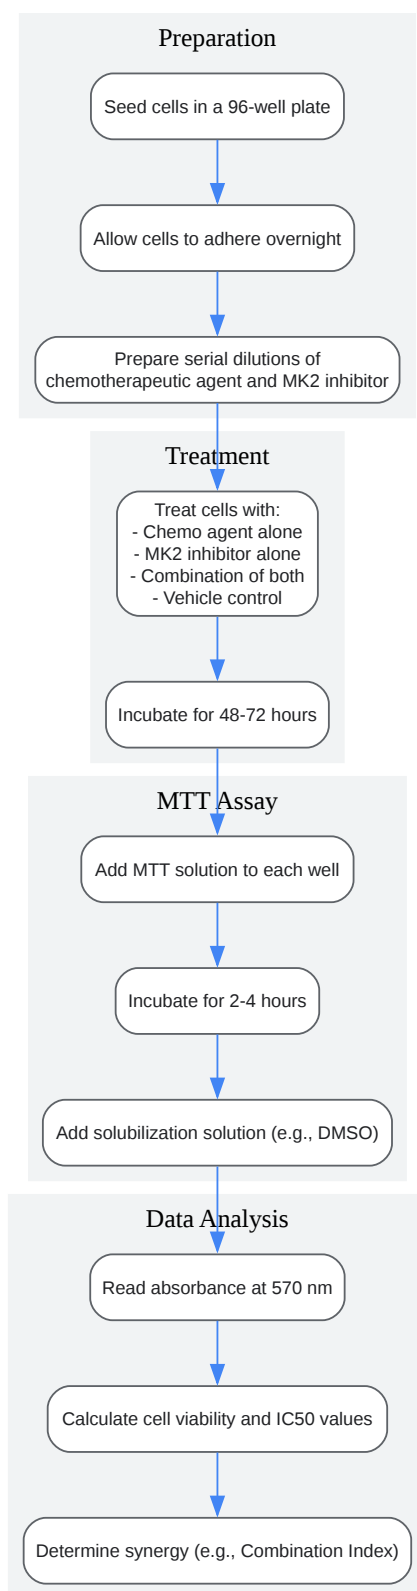 Preparation
Seed cells in a 96-well plate
Allow cells to adhere overnight
Prepare serial dilutions of
chemotherapeutic agent and MK2 inhibitor
Treatment
Treat cells with:
- Chemo agent alone
- MK2 inhibitor alone
- Combination of both
- Vehicle control
Incubate for 48-72 hours
MTT Assay
Add MTT solution to each well
Incubate for 2-4 hours
Add solubilization solution (e.g., DMSO)
Data Analysis
Read absorbance at 570 nm
Calculate cell viability and IC50 values
Determine synergy (e.g., Combination Index)